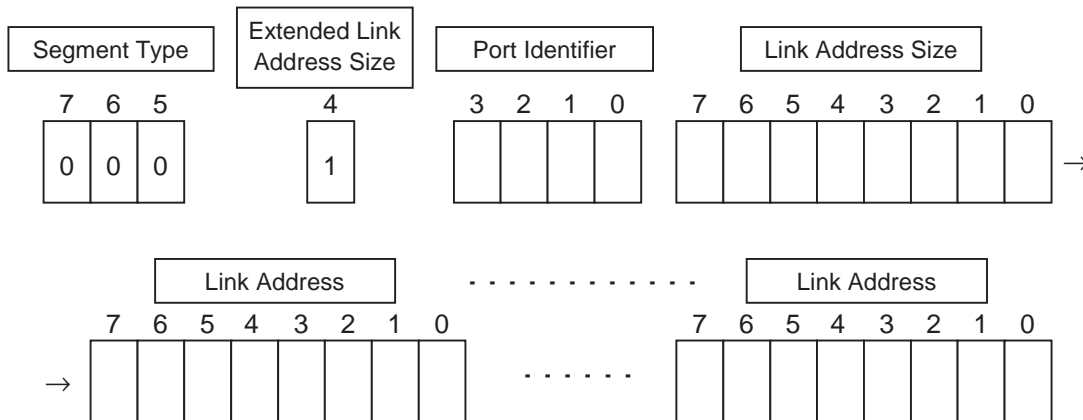 Segment Type
Extended Link
Address Size
Port Identifier
Link Address Size
7 6 5
4
3 2 1 0
7 6 5 4 3 2 1 0
0 0 0
1
→
Link Address
. . . . . . . . . . . .
Link Address
7 6 5 4 3 2 1 0
7 6 5 4 3 2 1 0
→
. . . . . .